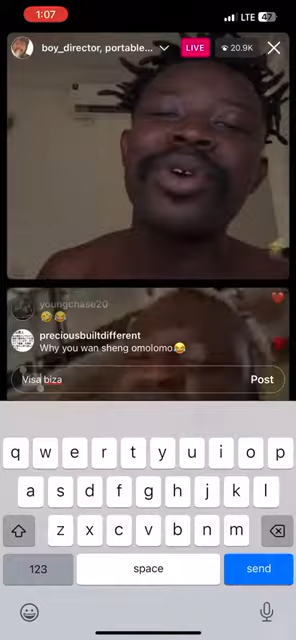 1:07
LTE 47
boy_director, portable...
LIVE
20.9K
youngchase20
🤣😂
preciousbuiltdifferent
Why you wan sheng omolomo😂
Visa biza
Post
q w e r t y u i o p
a s d f g h j k l
z x c v b n m
123
space
send